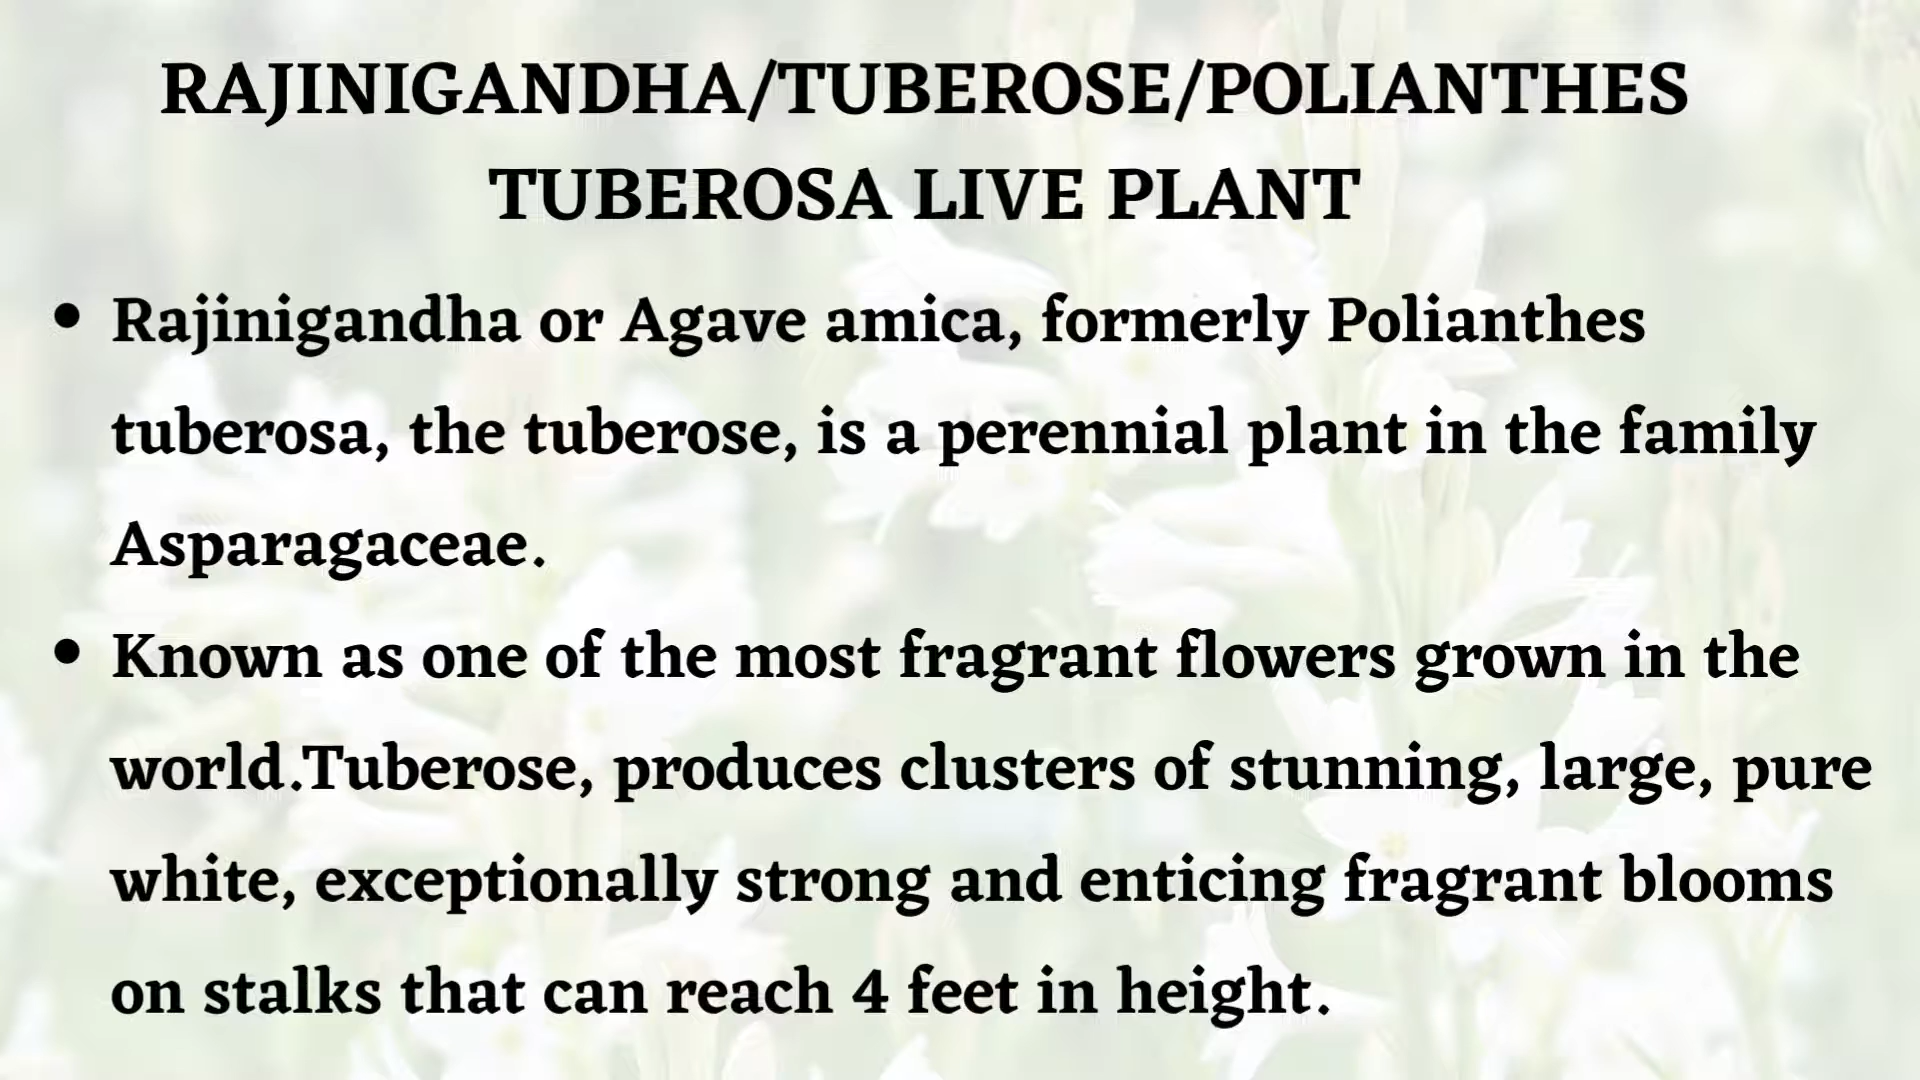 RAJINIGANDHA/TUBEROSE/POLIANTHES
TUBEROSA LIVE PLANT
• Rajinigandha or Agave amica, formerly Polianthes
tuberosa, the tuberose, is a perennial plant in the family
Asparagaceae.
• Known as one of the most fragrant flowers grown in the
world.Tuberose, produces clusters of stunning, large, pure
white, exceptionally strong and enticing fragrant blooms
on stalks that can reach 4 feet in height.